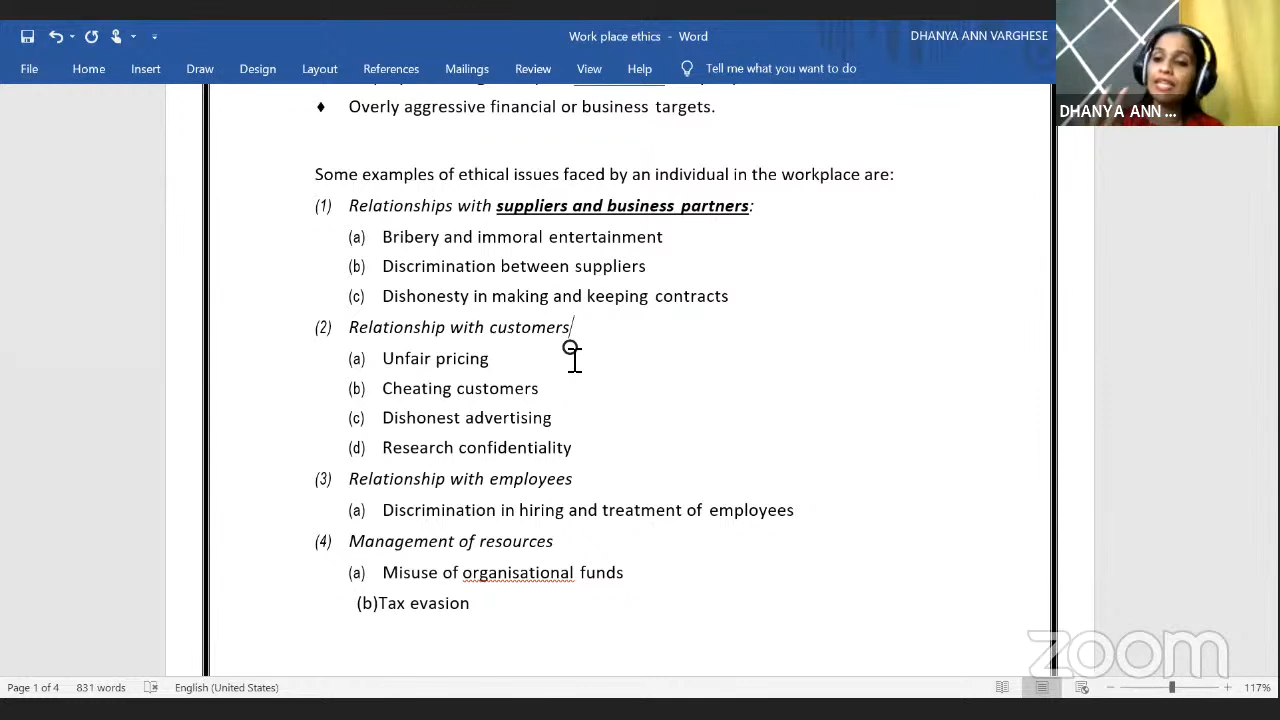 Work place ethics - Word
DHANYA ANN VARGHESE
File Home Insert Draw Design Layout References Mailings Review View Help Tell me what you want to do
DHANYA ANN ...
♦ Overly aggressive financial or business targets.
Some examples of ethical issues faced by an individual in the workplace are:
(1) Relationships with suppliers and business partners:
(a) Bribery and immoral entertainment
(b) Discrimination between suppliers
(c) Dishonesty in making and keeping contracts
(2) Relationship with customers
(a) Unfair pricing
(b) Cheating customers
(c) Dishonest advertising
(d) Research confidentiality
(3) Relationship with employees
(a) Discrimination in hiring and treatment of employees
(4) Management of resources
(a) Misuse of organisational funds
(b)Tax evasion
zoom
Page 1 of 4 831 words English (United States) 117%